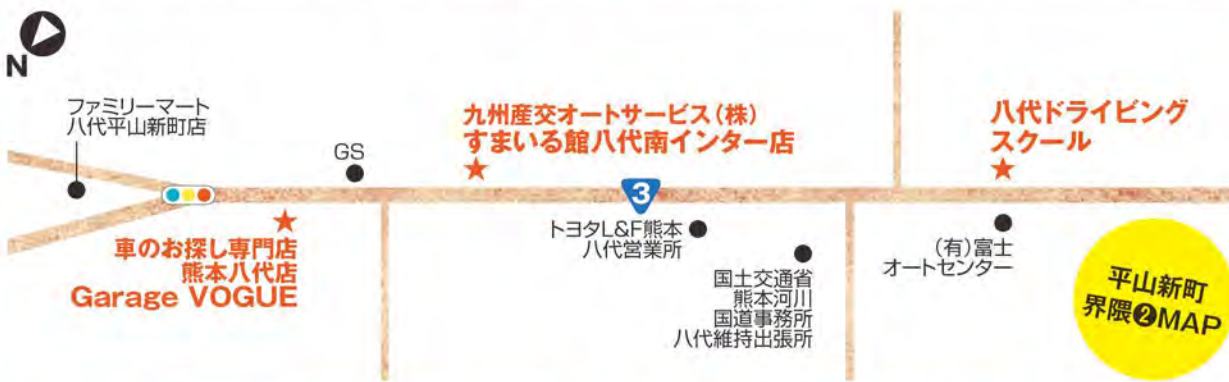 N
ファミリーマート
八代平山新町店
GS
九州産交オートサービス(株)
すまいる館八代南インター店
八代ドライビング
スクール
3
車のお探し専門店
熊本八代店
Garage VOGUE
トヨタL&F熊本
八代営業所
国土交通省
熊本河川
国道事務所
八代維持出張所
(有)富士
オートセンター
平山新町
界隈❷MAP